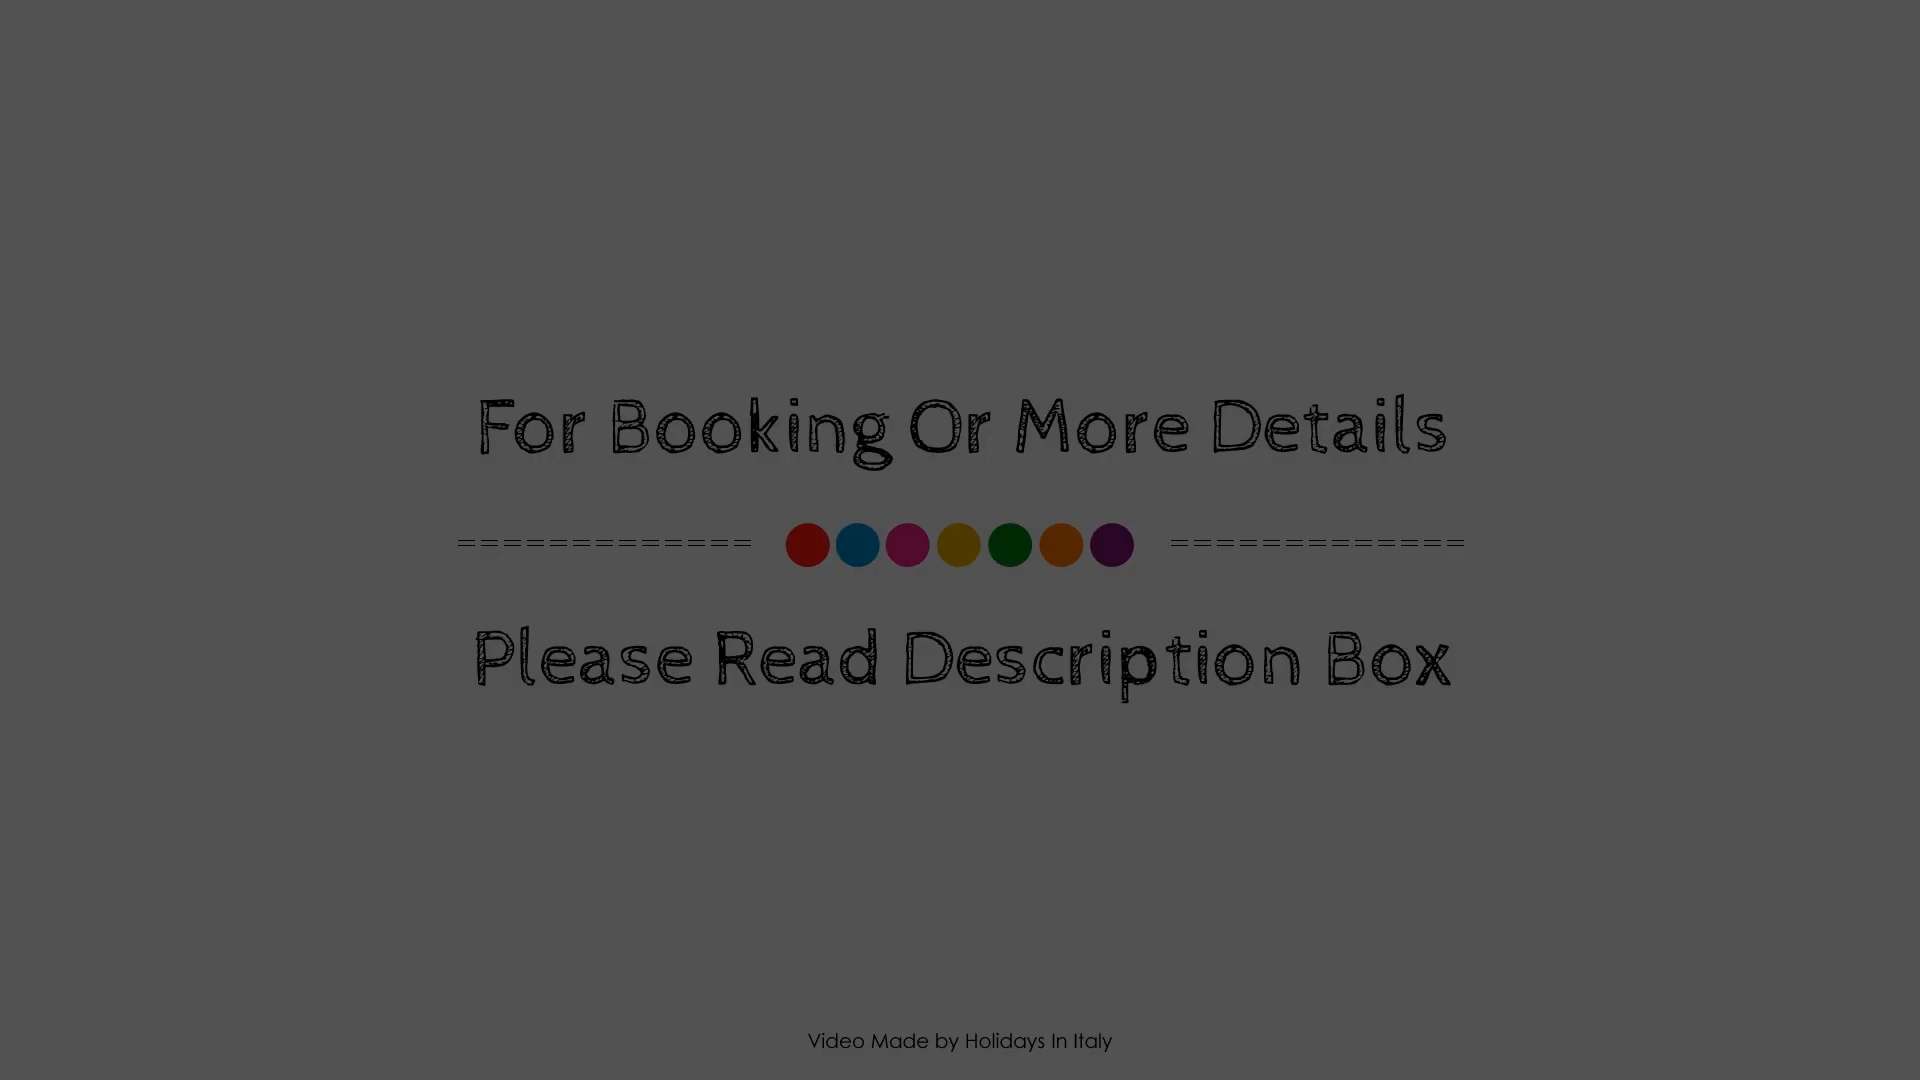 For Booking Or More Details
============= =============
Please Read Description Box
Video Made by Holidays In Italy